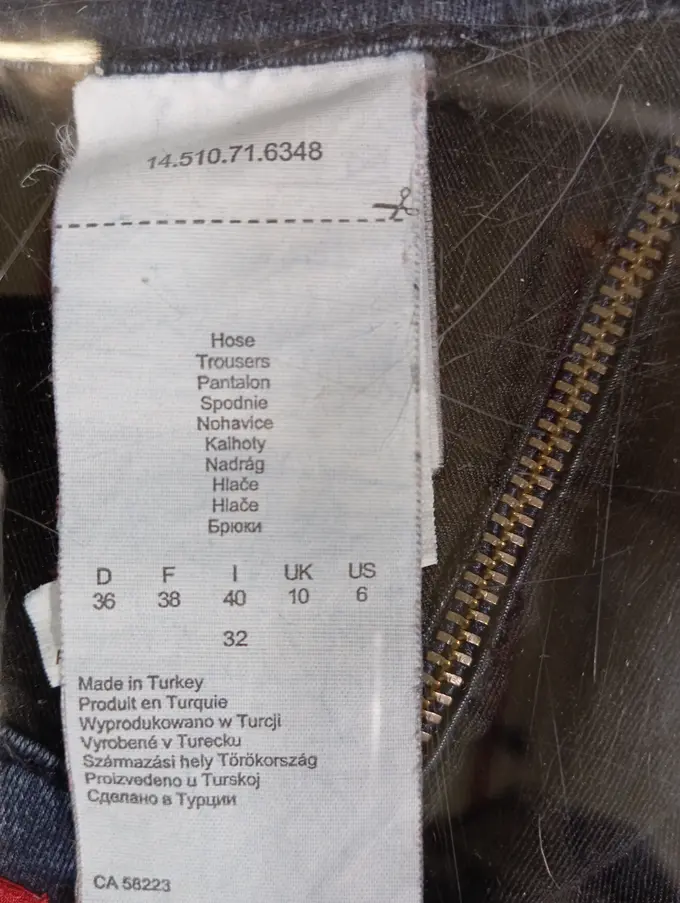 14.510.71.6348
Hose
Trousers
Pantalon
Spodnie
Nohavice
Kalhoty
Nadrág
Hlače
Hlače
Брюки
D F I UK US
36 38 40 10 6
32
Made in Turkey
Produit en Turquie
Wyprodukowano w Turcji
Vyrobené v Turecku
Származási hely Törökország
Proizvedeno u Turskoj
Сделано в Турции
CA 58223